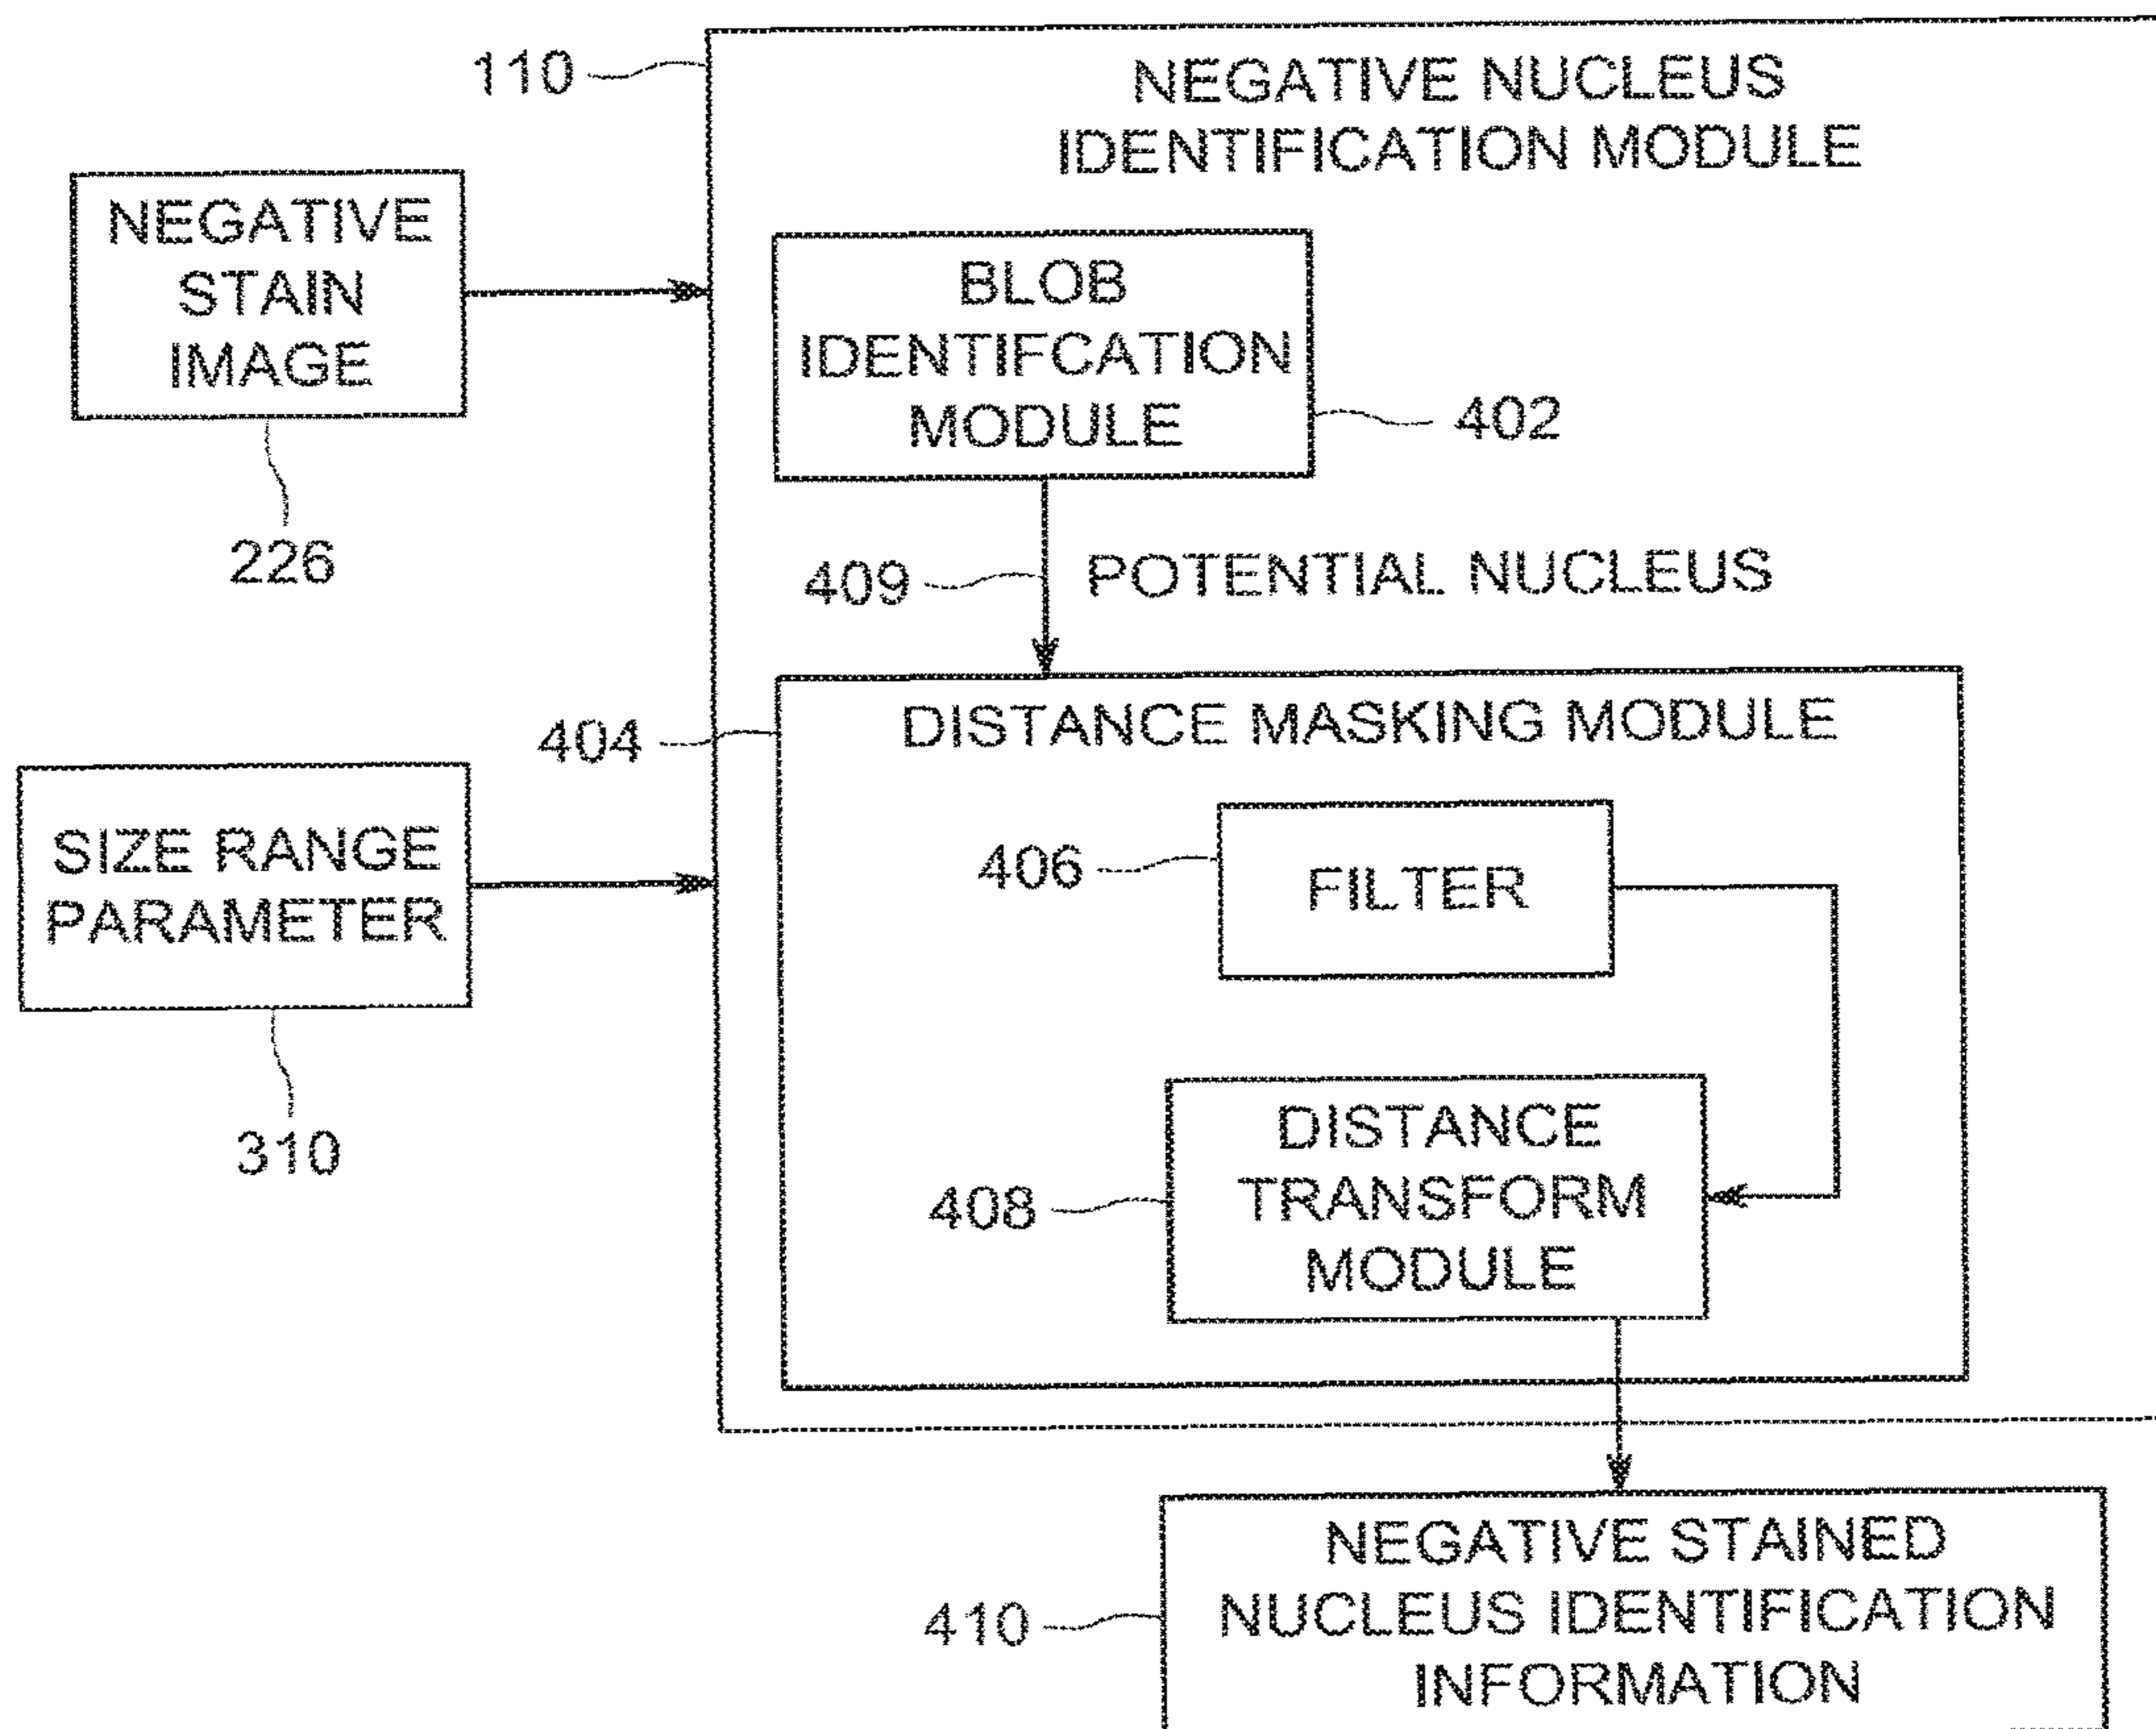 110
NEGATIVE NUCLEUS
IDENTIFICATION MODULE
NEGATIVE
STAIN
IMAGE
226
BLOB
IDENTIFCATION
MODULE
402
409
POTENTIAL NUCLEUS
404
DISTANCE MASKING MODULE
SIZE RANGE
PARAMETER
310
406
FILTER
408
DISTANCE
TRANSFORM
MODULE
410
NEGATIVE STAINED
NUCLEUS IDENTIFICATION
INFORMATION